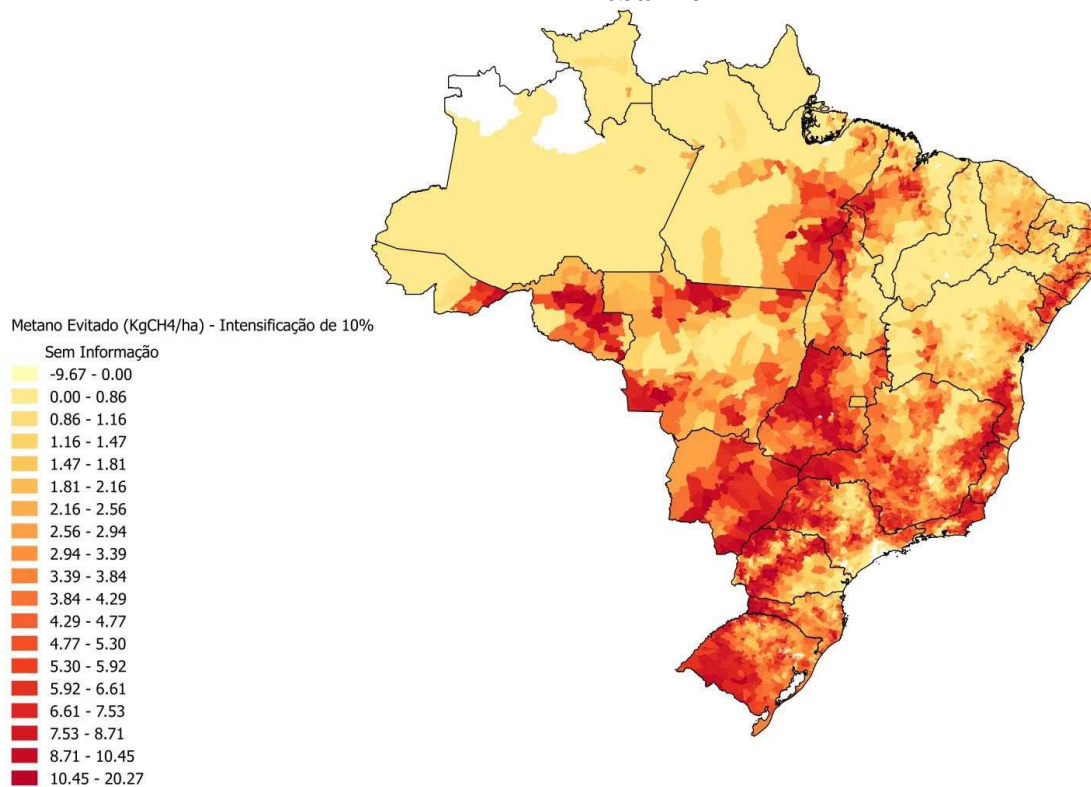 Metano Evitado (KgCH4/ha) - Intensificação de 10%
Sem Informação
-9.67 - 0.00
0.00 - 0.86
0.86 - 1.16
1.16 - 1.47
1.47 - 1.81
1.81 - 2.16
2.16 - 2.56
2.56 - 2.94
2.94 - 3.39
3.39 - 3.84
3.84 - 4.29
4.29 - 4.77
4.77 - 5.30
5.30 - 5.92
5.92 - 6.61
6.61 - 7.53
7.53 - 8.71
8.71 - 10.45
10.45 - 20.27